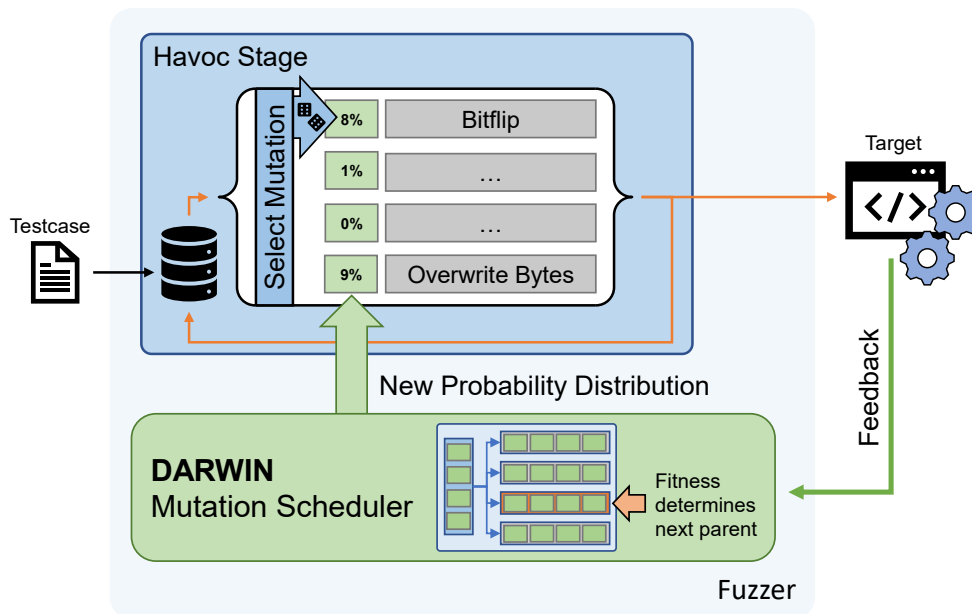 Havoc Stage
Select Mutation
8%
Bitflip
1%
...
0%
...
9%
Overwrite Bytes
Testcase
Target
</>
Feedback
New Probability Distribution
DARWIN
Mutation Scheduler
Fitness
determines
next parent
Fuzzer